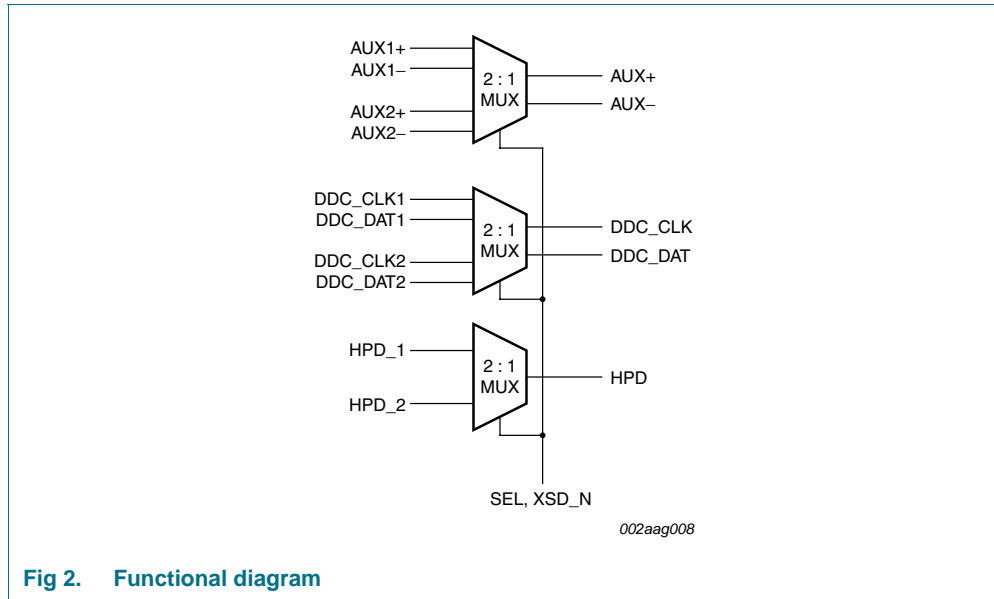 AUX1+
AUX1−
AUX2+
AUX2−
2 : 1
MUX
AUX+
AUX−
DDC_CLK1
DDC_DAT1
DDC_CLK2
DDC_DAT2
2 : 1
MUX
DDC_CLK
DDC_DAT
HPD_1
HPD_2
2 : 1
MUX
HPD
SEL, XSD_N
002aag008
Fig 2. Functional diagram